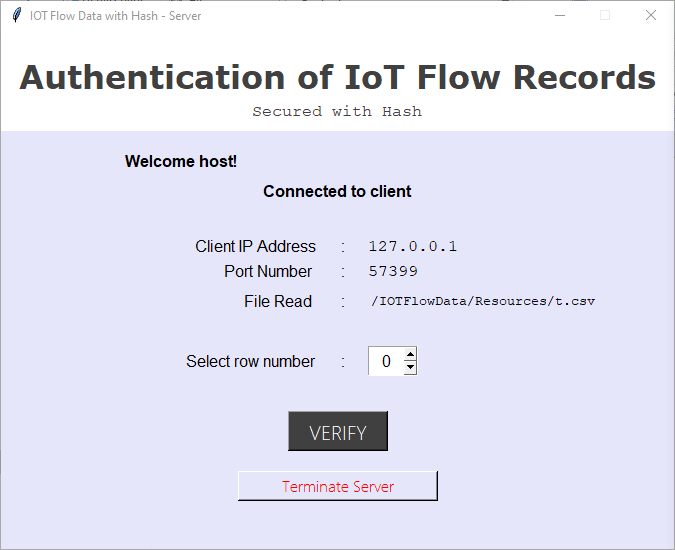 IOT Flow Data with Hash - Server
Authentication of IoT Flow Records
Secured with Hash
Welcome host!
Connected to client
Client IP Address : 127.0.0.1
Port Number : 57399
File Read : /IOTFlowData/Resources/t.csv
Select row number : 0
VERIFY
Terminate Server